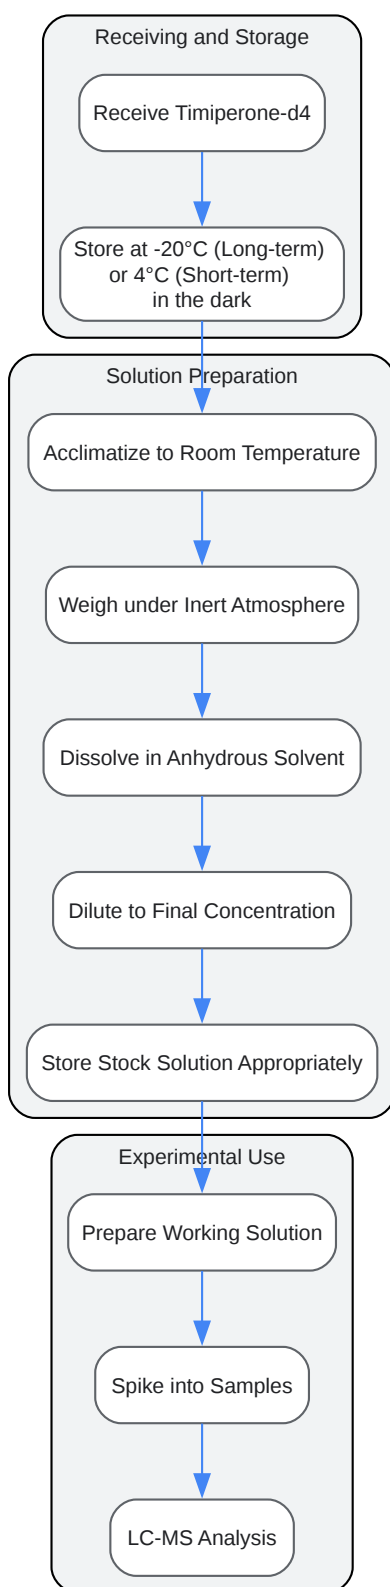 Receiving and Storage
Receive Timiperone-d4
Store at -20°C (Long-term)
or 4°C (Short-term)
in the dark
Solution Preparation
Acclimatize to Room Temperature
Weigh under Inert Atmosphere
Dissolve in Anhydrous Solvent
Dilute to Final Concentration
Store Stock Solution Appropriately
Experimental Use
Prepare Working Solution
Spike into Samples
LC-MS Analysis